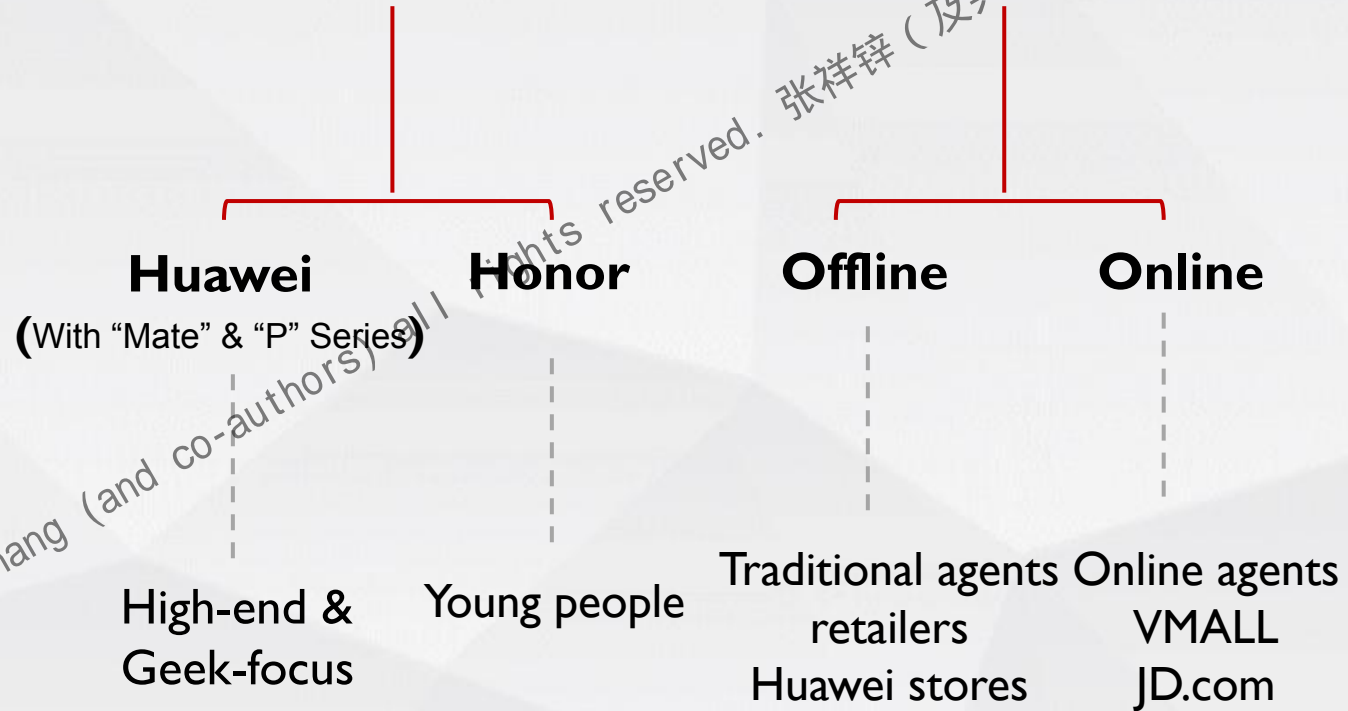 Huawei
Honor
Offline
Online
(With “Mate” & “P” Series)
High-end &
Geek-focus
Young people
Traditional agents
retailers
Huawei stores
Online agents
VMALL
JD.com
(and co-authors) all rights reserved. 张祥锌（及